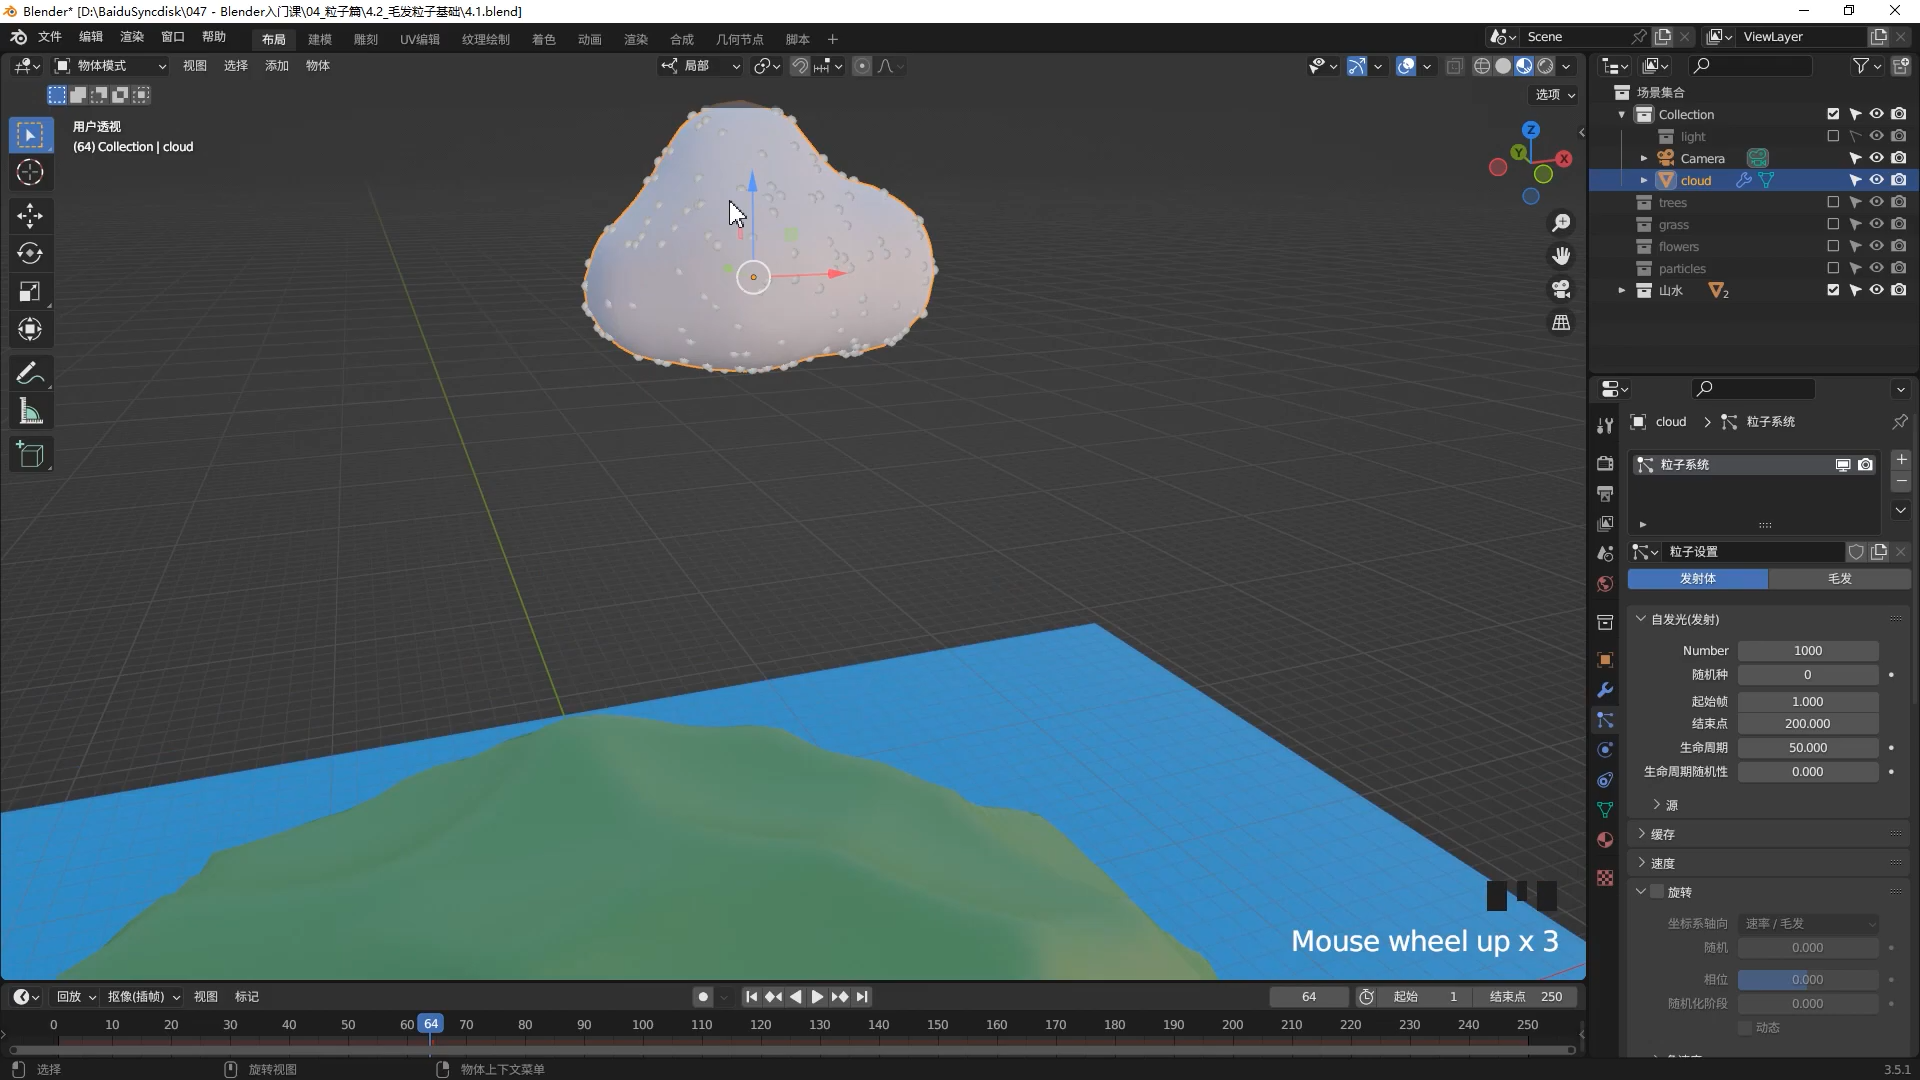 Blender* [D:\BaiduSyncdisk\047 - Blender入门课\04_粒子篇\4.2_毛发粒子基础\4.1.blend]
文件 编辑 渲染 窗口 帮助 布局 建模 雕刻 UV编辑 纹理绘制 着色 动画 渲染 合成 几何节点 脚本 + Scene ViewLayer
物体模式 视图 选择 添加 物体 局部
选项
用户透视
(64) Collection | cloud
Z
Y
X
场景集合
Collection
light
Camera
cloud
trees
grass
flowers
particles
山水 2
cloud > 粒子系统
粒子系统
粒子设置
发射体 毛发
自发光(发射)
Number 1000
随机种 0
起始帧 1.000
结束点 200.000
生命周期 50.000
生命周期随机性 0.000
源
缓存
速度
旋转
坐标系轴向 速率 / 毛发
随机 0.000
相位 0.000
随机化阶段 0.000
动态
Mouse wheel up x 3
回放 抠像(插帧) 视图 标记 64 起始 1 结束点 250
0 10 20 30 40 50 60 64 70 80 90 100 110 120 130 140 150 160 170 180 190 200 210 220 230 240 250
选择 旋转视图 物体上下文菜单 3.5.1